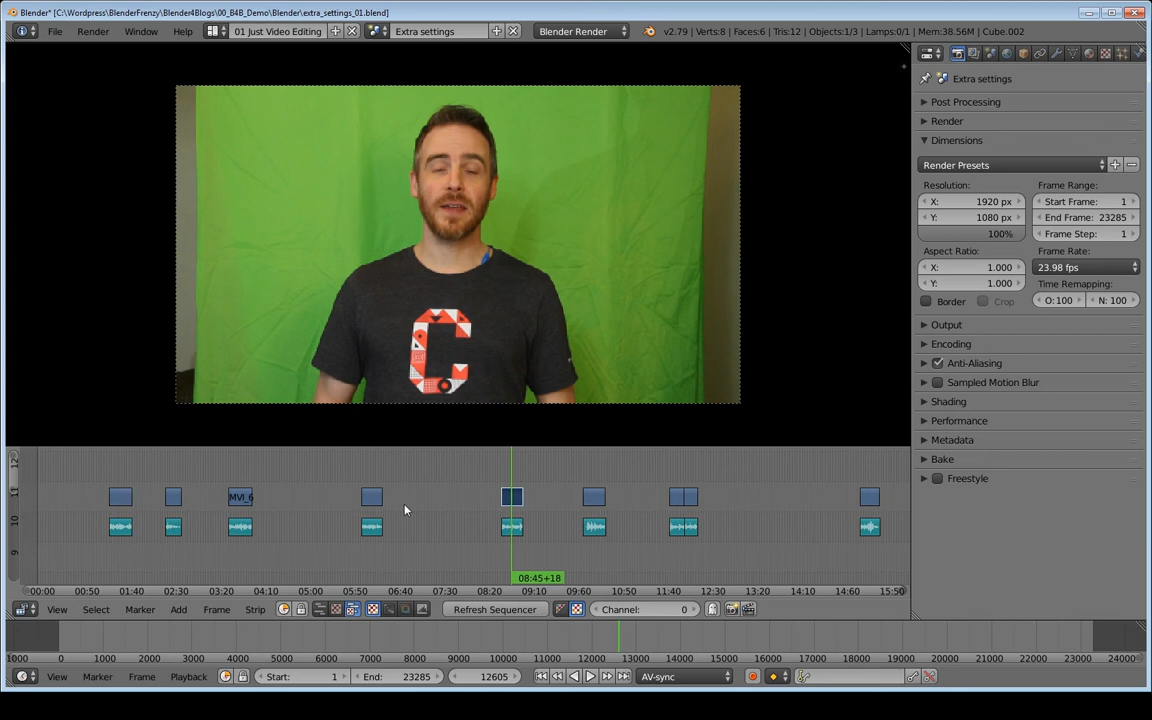 Blender* [C:\Wordpress\BlenderFrenzy\Blender4Blogs\00_B4B_Demo\Blender\extra_settings_01.blend]
File Render Window Help 01 Just Video Editing Extra settings Blender Render v2.79 | Verts:8 | Faces:6 | Tris:12 | Objects:1/3 | Lamps:0/1 | Mem:38.56M | Cube.002
Extra settings
Post Processing
Render
Dimensions
Render Presets
Resolution: Frame Range:
X: 1920 px Start Frame: 1
Y: 1080 px End Frame: 23285
100% Frame Step: 1
Aspect Ratio: Frame Rate:
X: 1.000 23.98 fps
Y: 1.000 Time Remapping:
Border Crop O: 100 N: 100
Output
Encoding
Anti-Aliasing
Sampled Motion Blur
Shading
Performance
Metadata
Bake
Freestyle
C
12
11
10
9
MVI_6
08:45+18
00:00 00:50 01:40 02:30 03:20 04:10 05:00 05:50 06:40 07:30 08:20 09:10 09:60 10:50 11:40 12:30 13:20 14:10 15:00 15:50
View Select Marker Add Frame Strip Refresh Sequencer Channel: 0
1000 0 1000 2000 3000 4000 5000 6000 7000 8000 9000 10000 11000 12000 13000 14000 15000 16000 17000 18000 19000 20000 21000 22000 23000 24000
View Marker Frame Playback Start: 1 End: 23285 12605 AV-sync